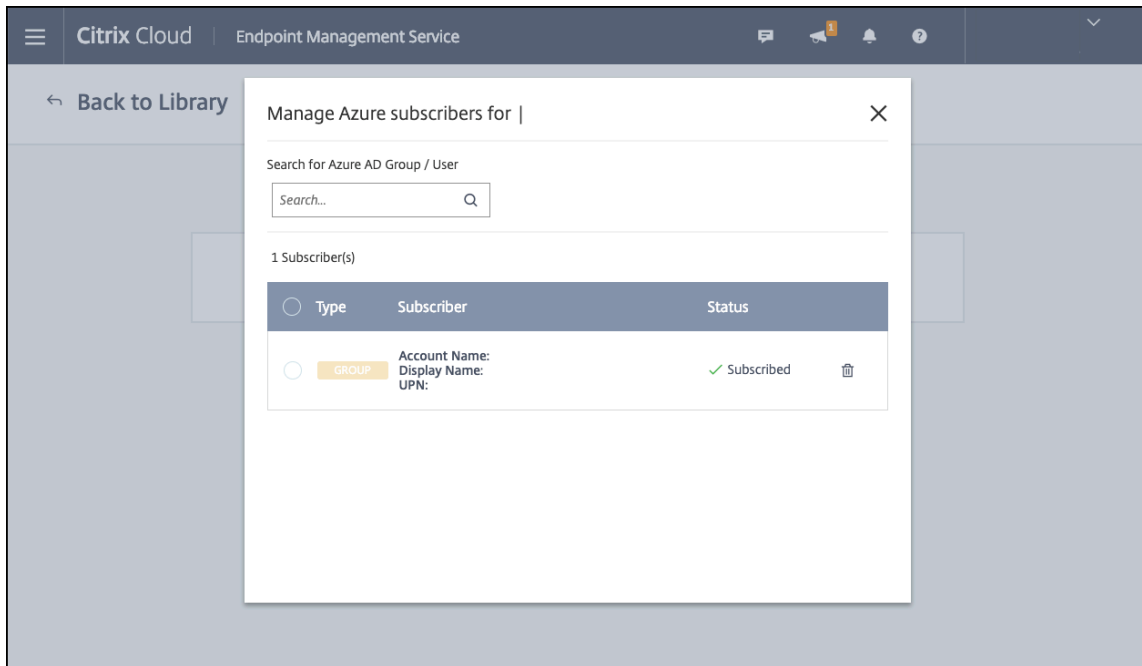 Citrix Cloud Endpoint Management Service 1
Back to Library
Manage Azure subscribers for |
Search for Azure AD Group / User
Search...
1 Subscriber(s)
Type Subscriber Status
GROUP
Account Name:
Display Name:
UPN:
Subscribed